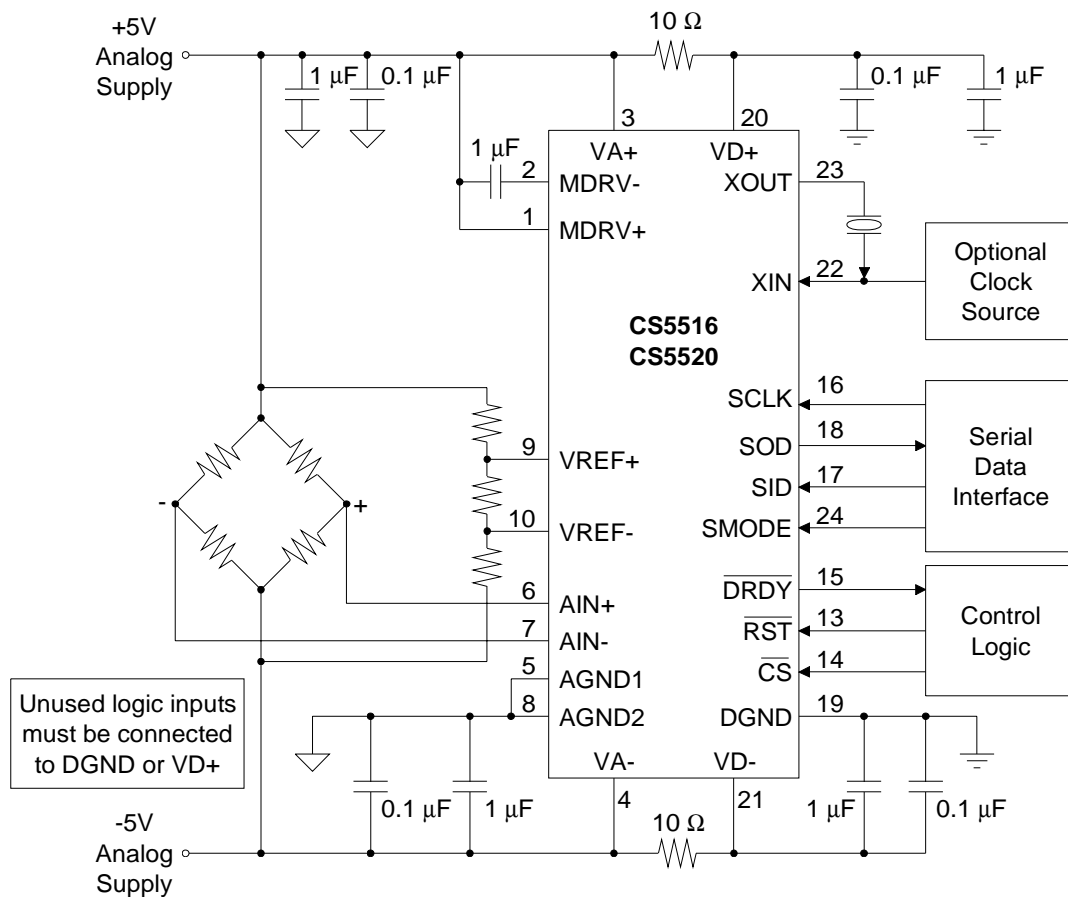 +5V
Analog
Supply
10 Ω
1 µF
0.1 µF
0.1 µF
1 µF
3
20
VA+
VD+
1 µF
2
MDRV-
XOUT
23
1
MDRV+
XIN
22
Optional
Clock
Source
CS5516
CS5520
SCLK
16
SOD
18
SID
17
SMODE
24
Serial
Data
Interface
9
VREF+
-
+
10
VREF-
6
AIN+
7
AIN-
5
AGND1
8
AGND2
DRDY
15
RST
13
CS
14
DGND
19
Control
Logic
Unused logic inputs
must be connected
to DGND or VD+
VA-
VD-
0.1 µF
1 µF
4
21
1 µF
0.1 µF
10 Ω
-5V
Analog
Supply